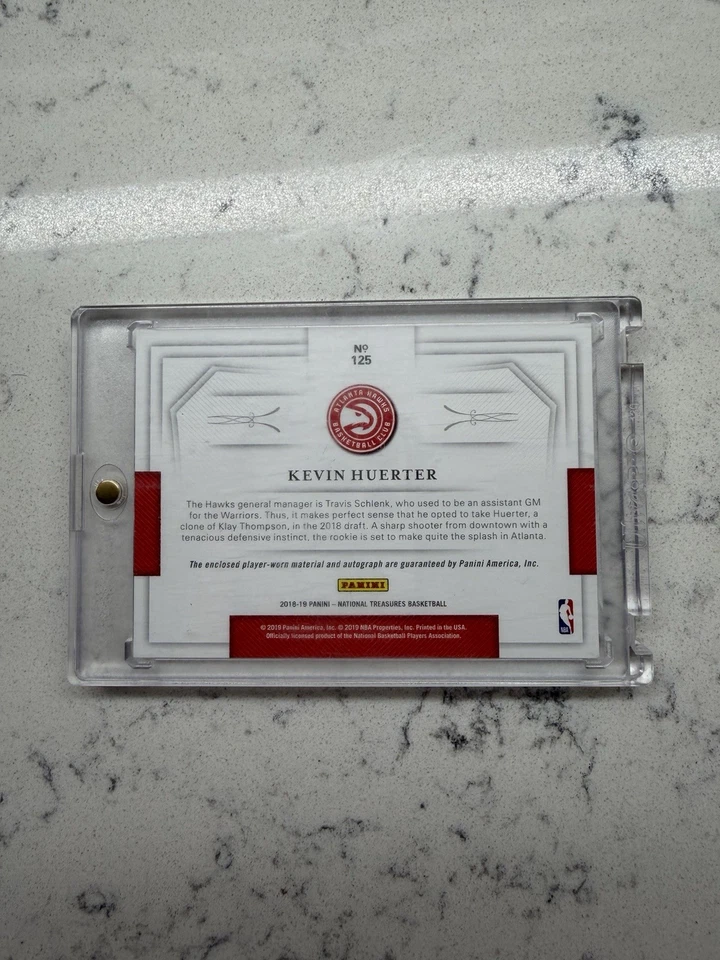 Nº
125
ATLANTA HAWKS
BASKETBALL CLUB
KEVIN HUERTER
The Hawks general manager is Travis Schlenk, who used to be an assistant GM
for the Warriors. Thus, it makes perfect sense that he opted to take Huerter, a
clone of Klay Thompson, in the 2018 draft. A sharp shooter from downtown with a
tenacious defensive instinct, the rookie is set to make quite the splash in Atlanta.
The enclosed player-worn material and autograph are guaranteed by Panini America, Inc.
PANINI
2018-19 PANINI – NATIONAL TREASURES BASKETBALL
© 2019 Panini America, Inc. © 2019 NBA Properties, Inc. Printed in the USA.
Officially licensed product of the National Basketball Players Association.
NBA